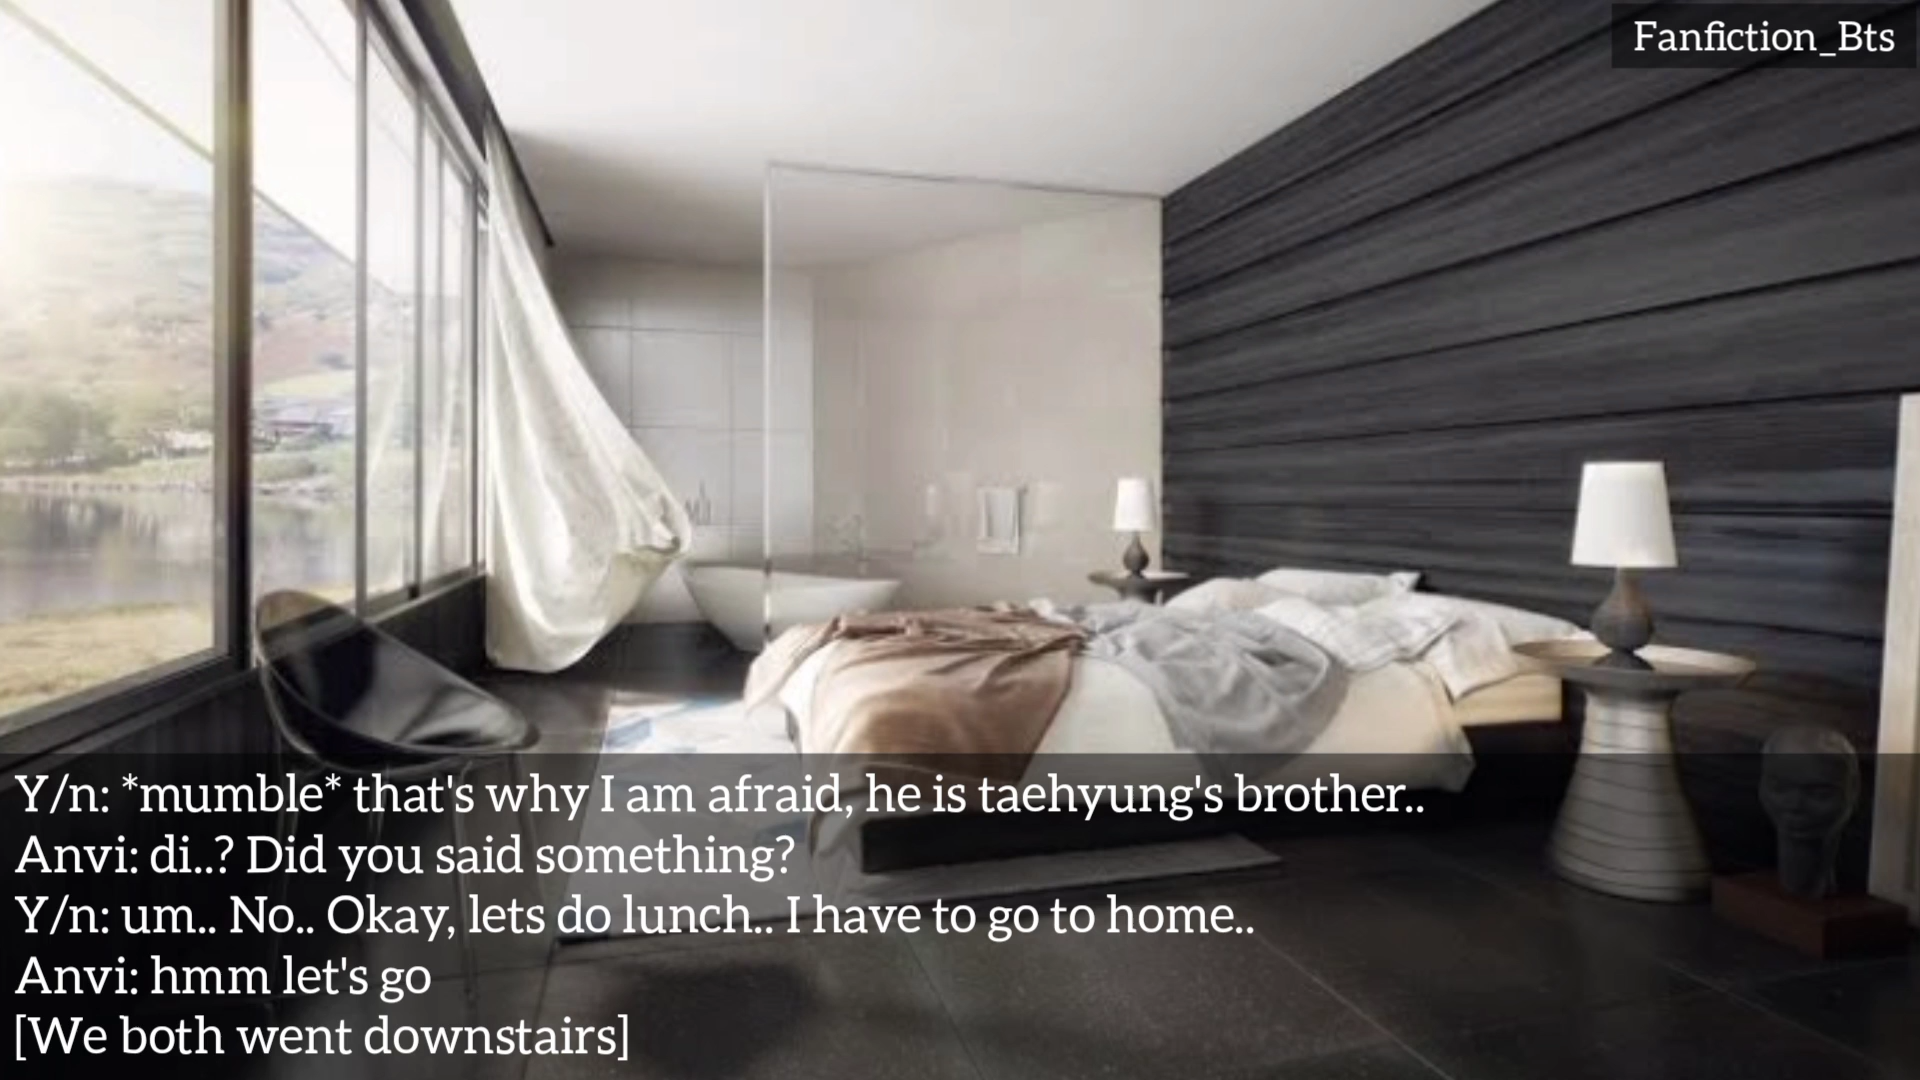 Fanfiction_Bts
Y/n: *mumble* that's why I am afraid, he is taehyung's brother..
Anvi: di..? Did you said something?
Y/n: um.. No.. Okay, lets do lunch.. I have to go to home..
Anvi: hmm let's go
[We both went downstairs]